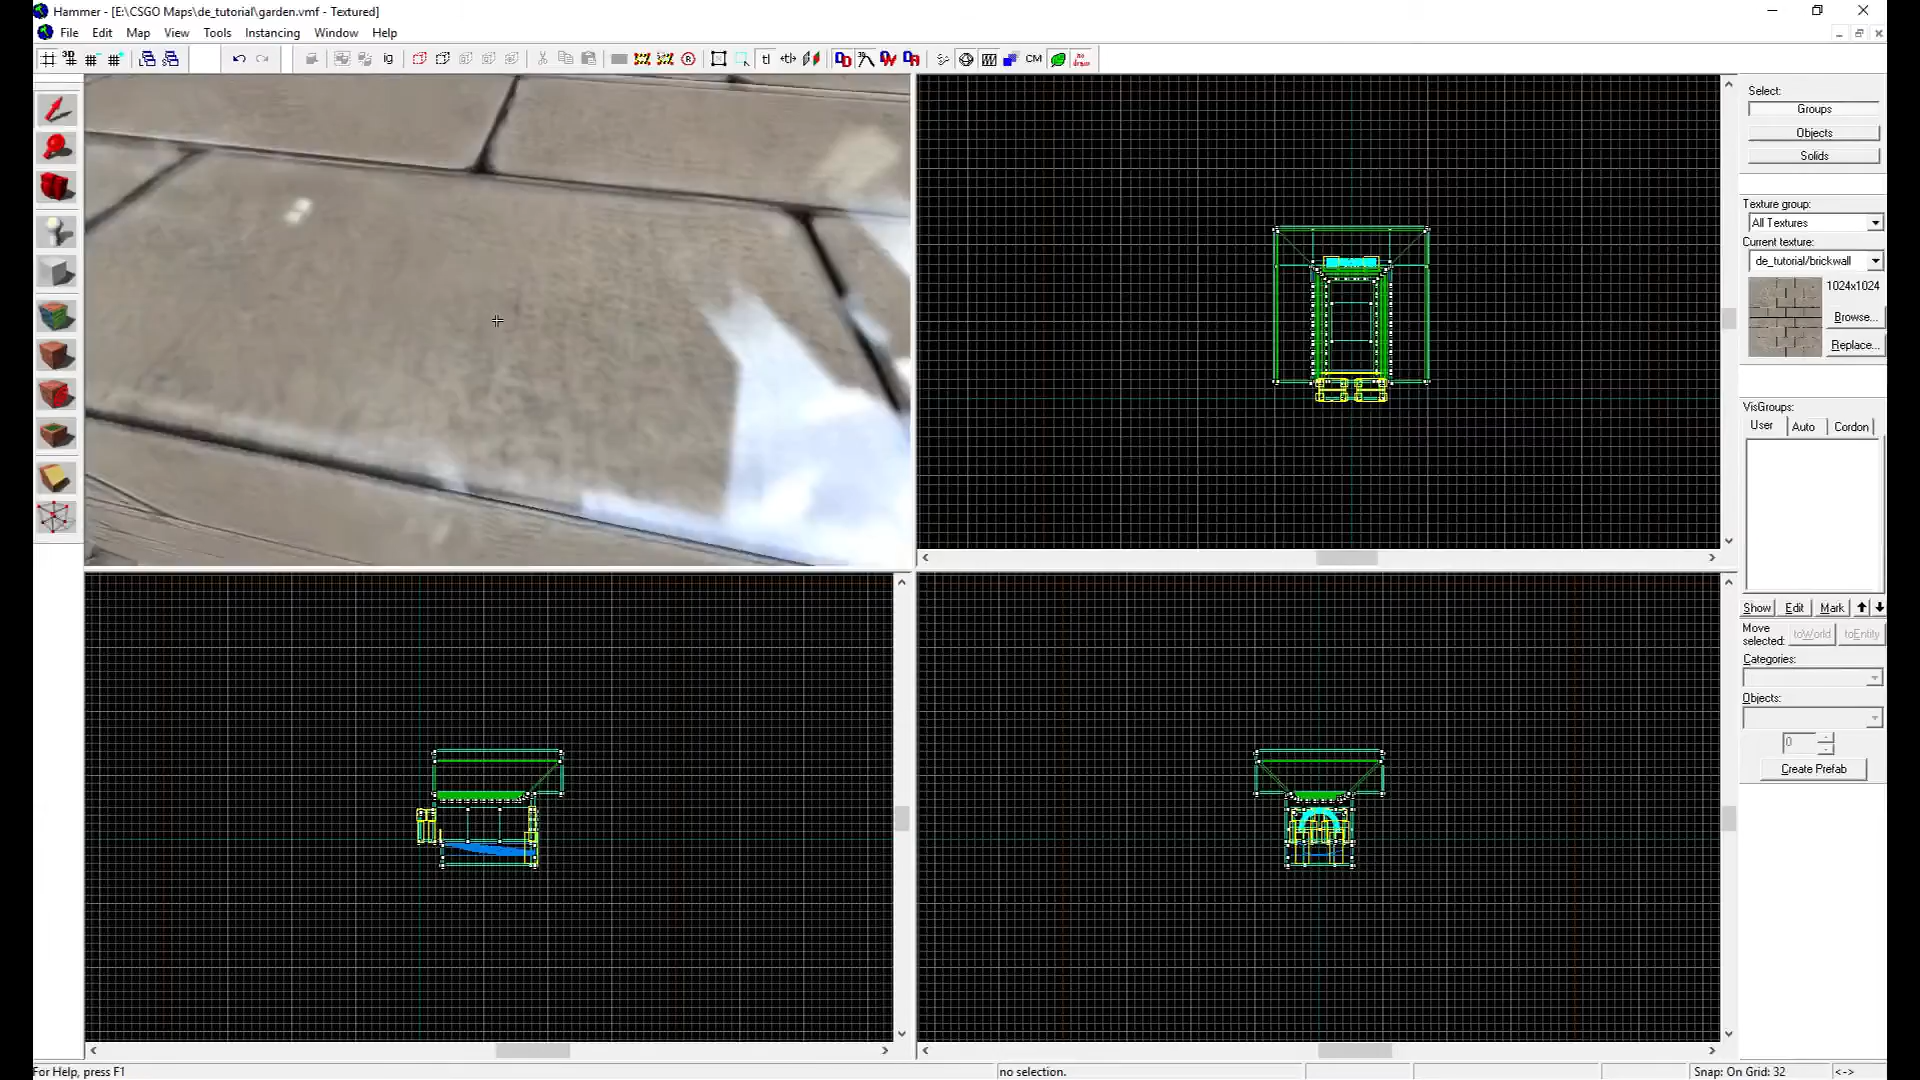 Hammer - [E:\CSGO Maps\de_tutorial\garden.vmf - Textured]
File Edit Map View Tools Instancing Window Help
ig
tl
CM
Select:
Groups
Objects
Solids
Texture group:
All Textures
Current texture:
de_tutorial/brickwall
1024x1024
Browse...
Replace...
VisGroups:
User Auto Cordon
Show Edit Mark
Move selected:
toWorld toEntity
Categories:
Objects:
0
Create Prefab
For Help, press F1
no selection.
Snap: On Grid: 32
<->